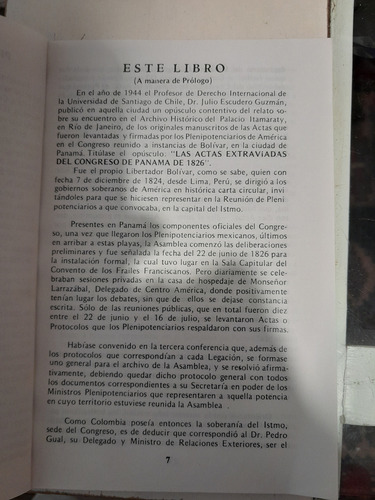 ESTE LIBRO
(A manera de Prólogo)
En el año de 1944 el Profesor de Derecho Internacional de
la Universidad de Santiago de Chile, Dr. Julio Escudero Guzmán,
publicó en aquella ciudad un opúsculo contentivo del relato so-
bre su encuentro en el Archivo Histórico del Palacio Itamaraty,
en Río de Janeiro, de los originales manuscritos de las Actas que
fueron levantadas y firmadas por los Plenipotenciarios de América
en el Congreso reunido a instancias de Bolívar, en la ciudad de
Panamá. Titúlase el opúsculo. "LAS ACTAS EXTRAVIADAS
DEL CONGRESO DE PANAMA DE 1826".
Fue el propio Libertador Bolívar, como se sabe, quien con
fecha 7 de diciembre de 1824, desde Lima, Perú, se dirigió a los
gobiernos soberanos de América en histórica carta circular, invi-
tándoles para que se hiciesen representar en la Reunión de Pleni-
potenciarios a que convocaba, en la capital del Istmo.
Presentes en Panamá los componentes oficiales del Congre-
so, una vez que llegaron los Plenipotenciarios mexicanos, últimos
en arribar a estas playas, la Asamblea comenzó las deliberaciones
preliminares y fue señalada la fecha del 22 de junio de 1826 para
la instalación formal, la cual tuvo lugar en la Sala Capitular del
Convento de los Frailes Franciscanos. Pero diariamente se cele-
braban sesiones privadas en la casa de hospedaje de Monseñor
Larrazábal, Delegado de Centro América, donde positivamente
tenían lugar los debates, sin que de ellos se dejase constancia
escrita. Sólo de las reuniones públicas, que en total fueron diez
entre el 22 de junio y el 16 de julio, se levantaron Actas o
Protocolos que los Plenipotenciarios respaldaron con sus firmas.
Habíase convenido en la tercera conferencia que, además de
los protocolos que correspondían a cada Legación, se formase
uno general para el archivo de la Asamblea, y se resolvió afirma-
tivamente, debiendo quedar dicho protocolo general con todos
los documentos correspondientes a su Secretaría en poder de los
Ministros Plenipotenciarios que representaren a aquella potencia
en cuyo territorio estuviese reunida la Asamblea .
Como Colombia poseía entonces la soberanía del Istmo,
sede del Congreso, es de deducir que correspondió al Dr. Pedro
Gual, su Delegado y Ministro de Relaciones Exteriores, ser el
7